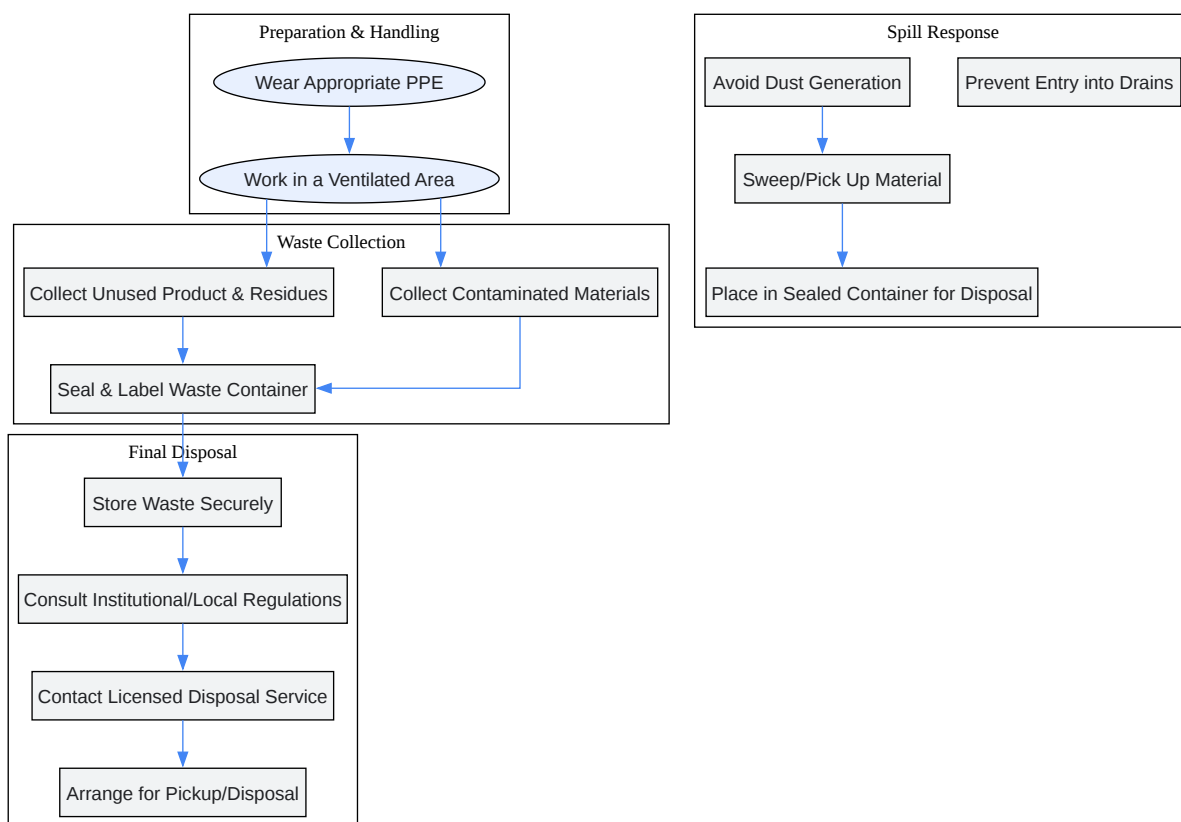 Preparation & Handling
Wear Appropriate PPE
Work in a Ventilated Area
Waste Collection
Collect Unused Product & Residues
Collect Contaminated Materials
Seal & Label Waste Container
Final Disposal
Store Waste Securely
Consult Institutional/Local Regulations
Contact Licensed Disposal Service
Arrange for Pickup/Disposal
Spill Response
Avoid Dust Generation
Prevent Entry into Drains
Sweep/Pick Up Material
Place in Sealed Container for Disposal